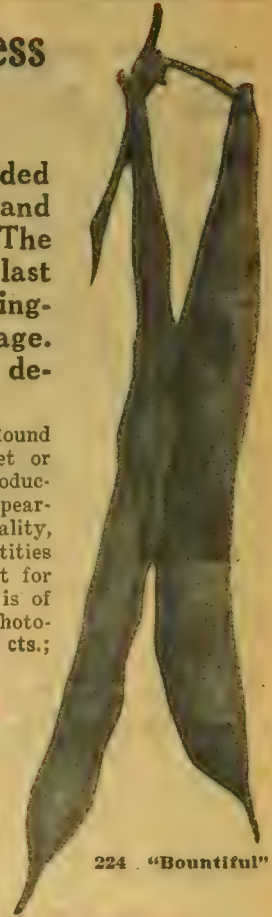 ess
ded
and
The
last
ing-
age.
de-
Round
et or
oduc-
pear-
ality,
tities
t for
is of
hoto-
cts.;
224 "Bountiful"